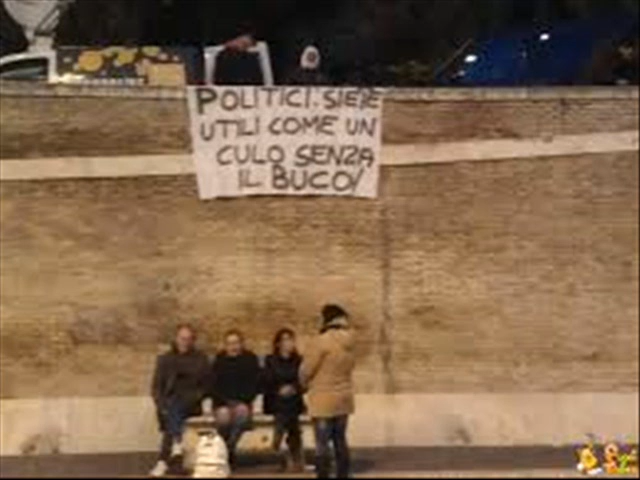 POLITICI. SIETE
UTILI COME UN
CULO SENZA
IL BUCO!